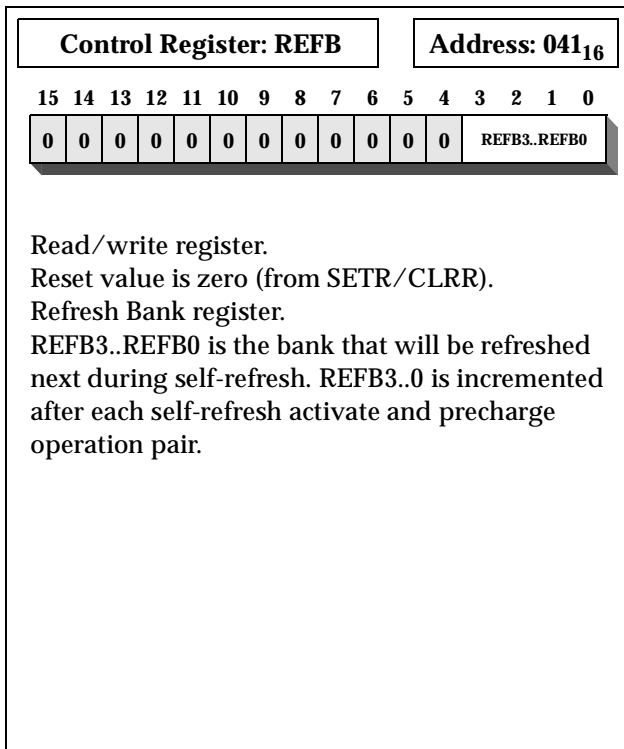 Control Register: REFB Address: 041₁₆
15 14 13 12 11 10 9 8 7 6 5 4 3 2 1 0
0 0 0 0 0 0 0 0 0 0 0 0 REFB3..REFB0
Read/write register.
Reset value is zero (from SETR/CLRR).
Refresh Bank register.
REFB3..REFB0 is the bank that will be refreshed
next during self-refresh. REFB3..0 is incremented
after each self-refresh activate and precharge
operation pair.